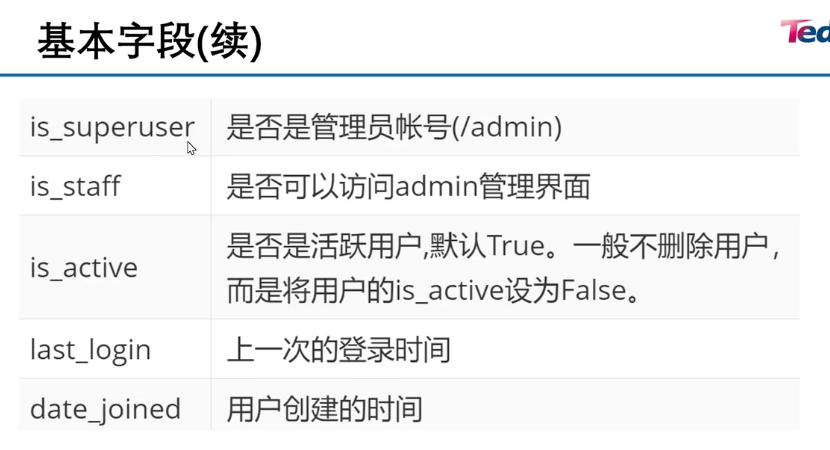 基本字段(续)
Ted
is_superuser 是否是管理员帐号(/admin)
is_staff 是否可以访问admin管理界面
is_active 是否是活跃用户,默认True。一般不删除用户,
而是将用户的is_active设为False。
last_login 上一次的登录时间
date_joined 用户创建的时间